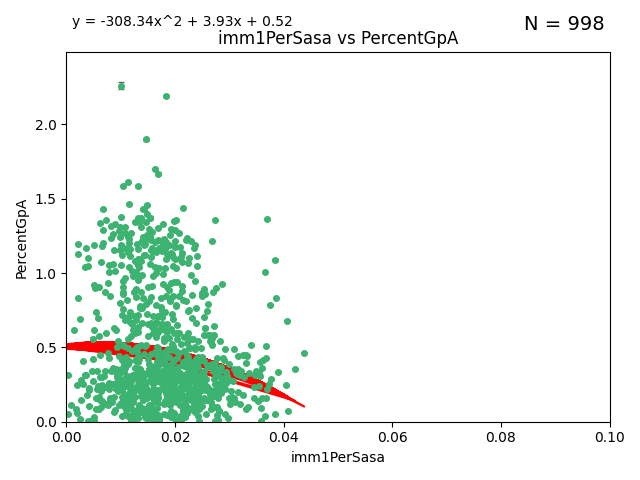 y = -308.34x^2 + 3.93x + 0.52
N = 998
imm1PerSasa vs PercentGpA
2.0
1.5
1.0
0.5
0.0
PercentGpA
0.00 0.02 0.04 0.06 0.08 0.10
imm1PerSasa